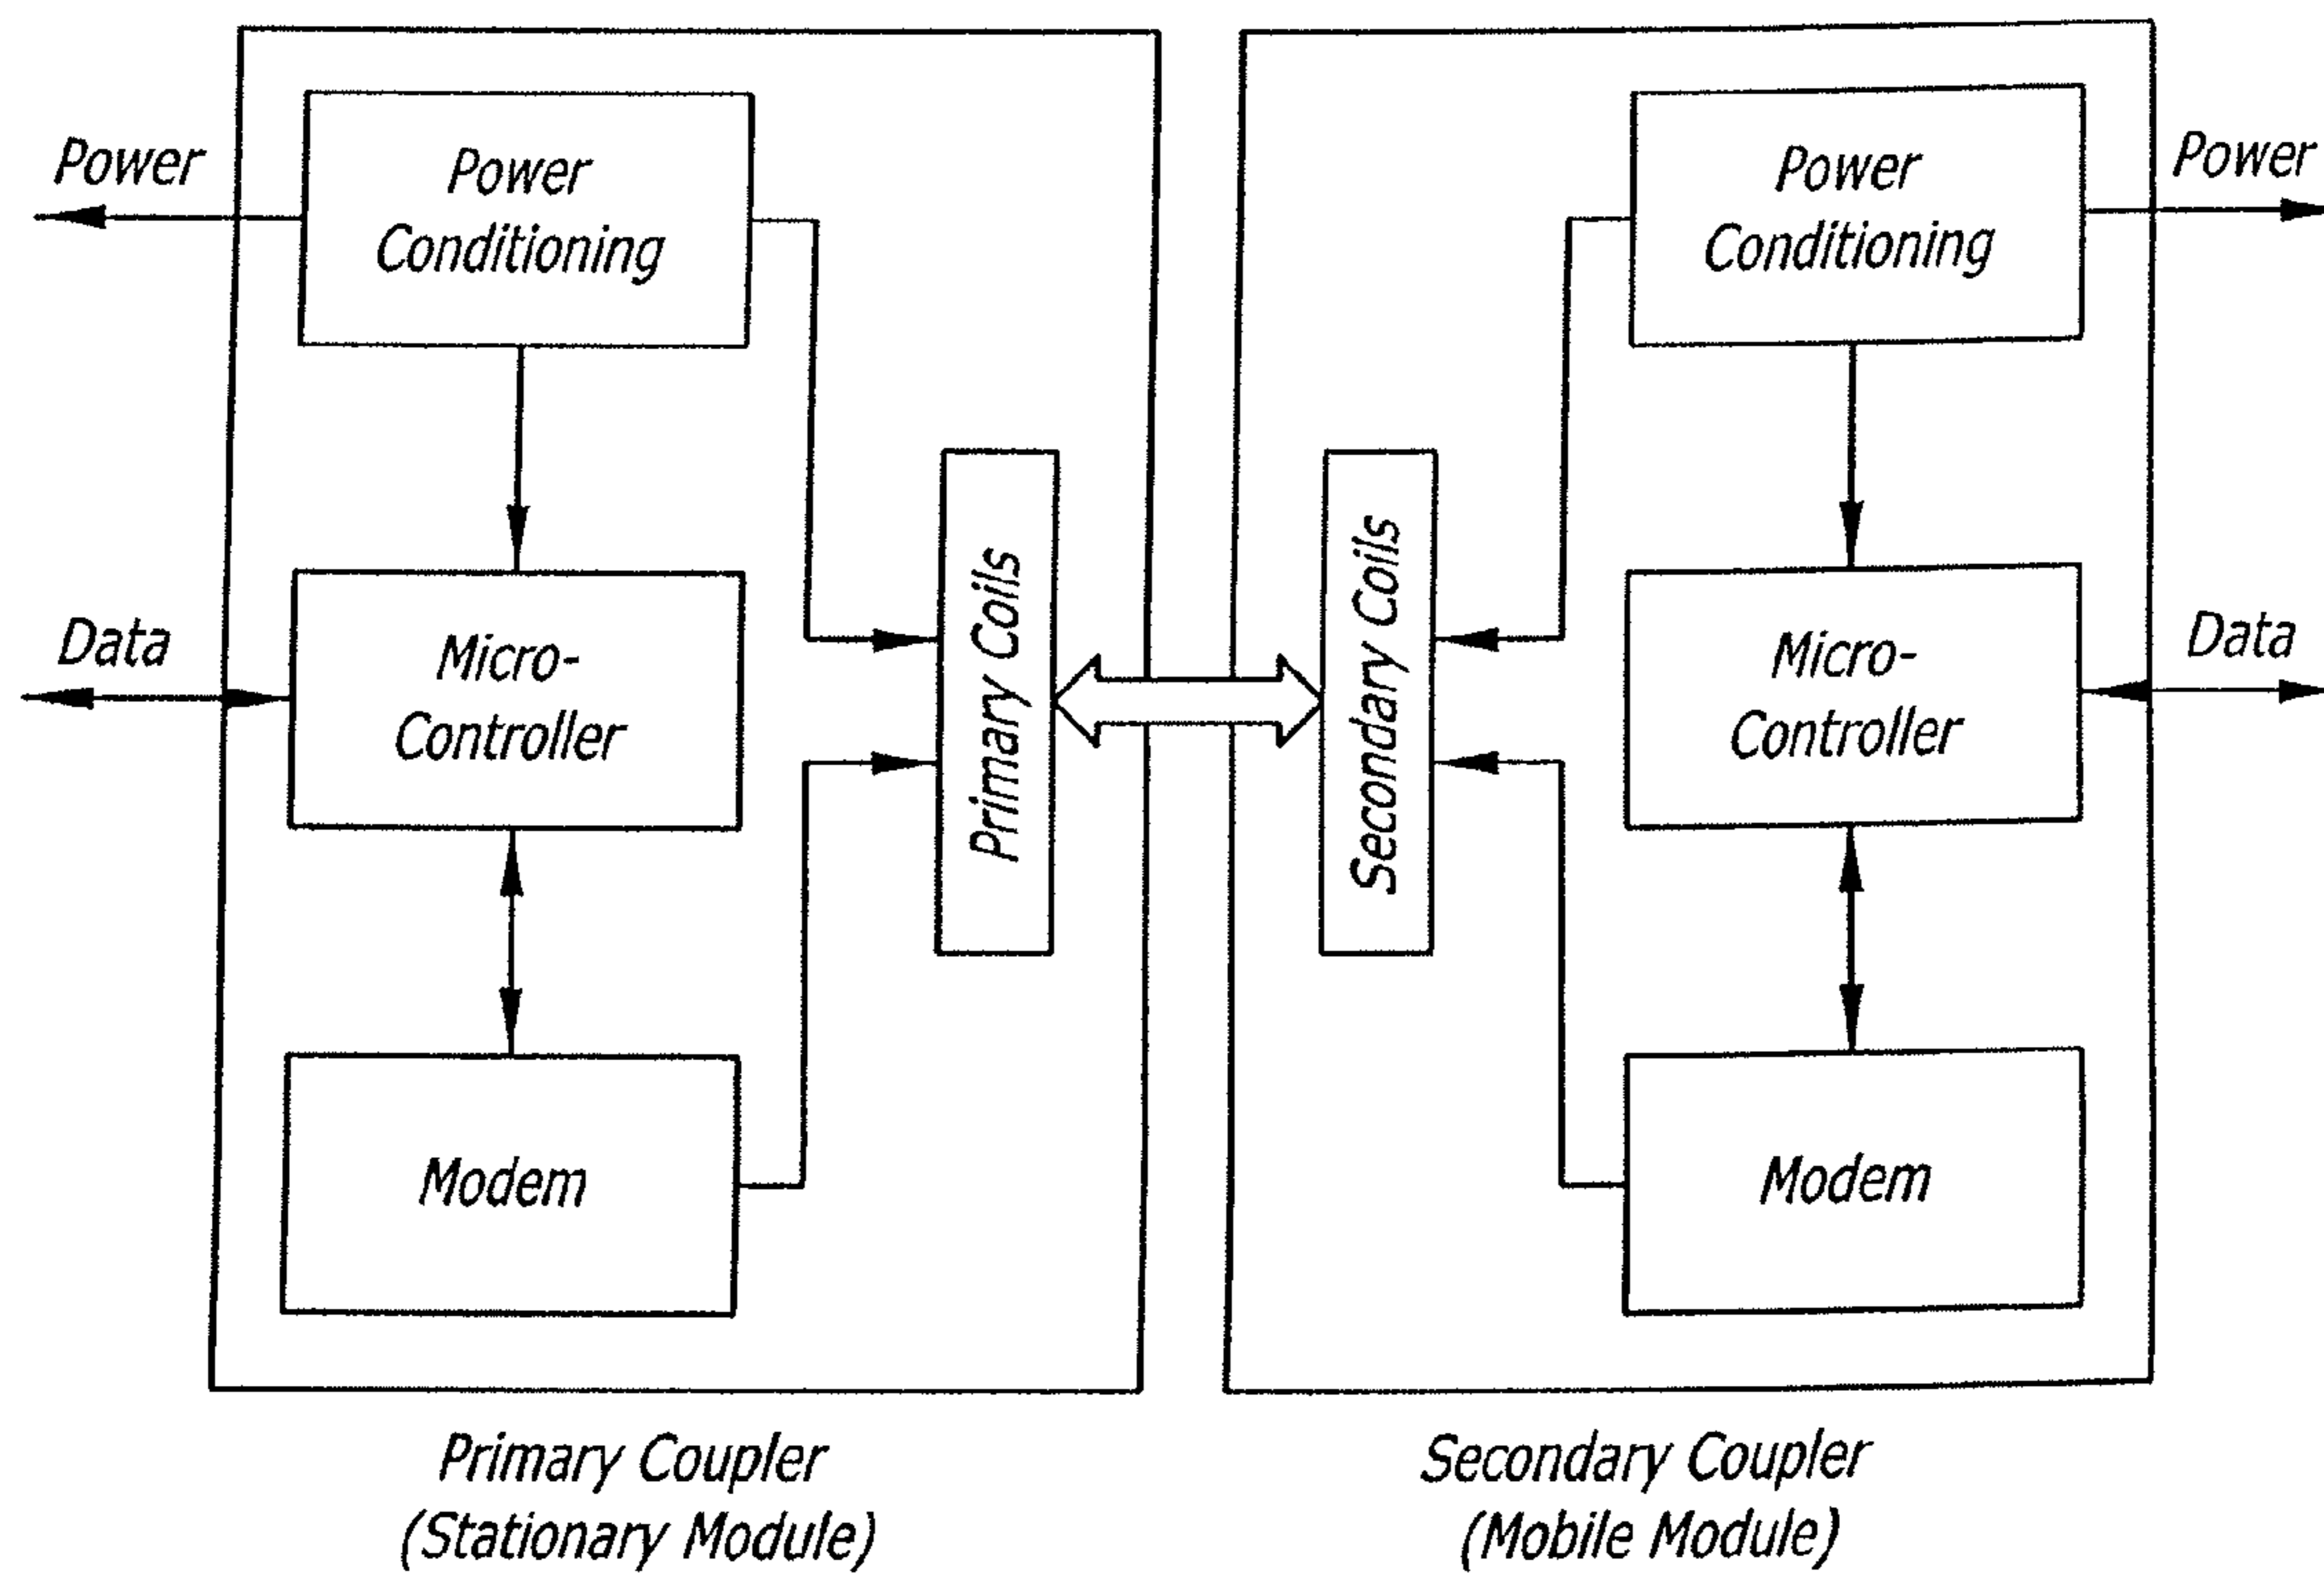 Power
Power
Conditioning
Data
Micro-
Controller
Primary Coils
Modem
Primary Coupler
(Stationary Module)
Power
Conditioning
Power
Secondary Coils
Micro-
Controller
Data
Modem
Secondary Coupler
(Mobile Module)